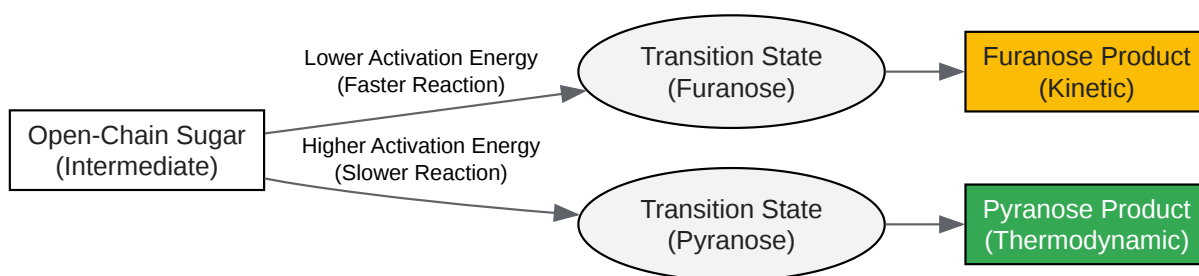 Open-Chain Sugar
(Intermediate)
Lower Activation Energy
(Faster Reaction)
Higher Activation Energy
(Slower Reaction)
Transition State
(Furanose)
Transition State
(Pyranose)
Furanose Product
(Kinetic)
Pyranose Product
(Thermodynamic)